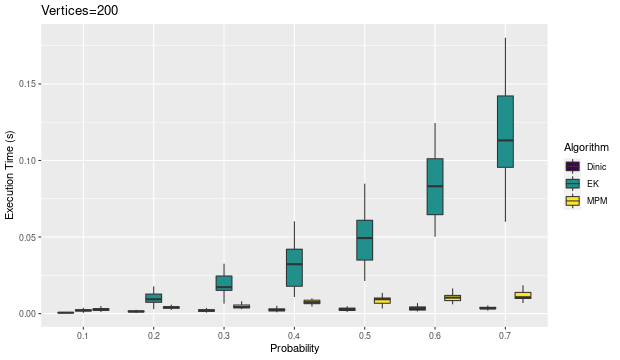 Vertices=200
0.15
0.10
0.05
0.00
Execution Time (s)
0.1 0.2 0.3 0.4 0.5 0.6 0.7
Probability
Algorithm
Dinic
EK
MPM